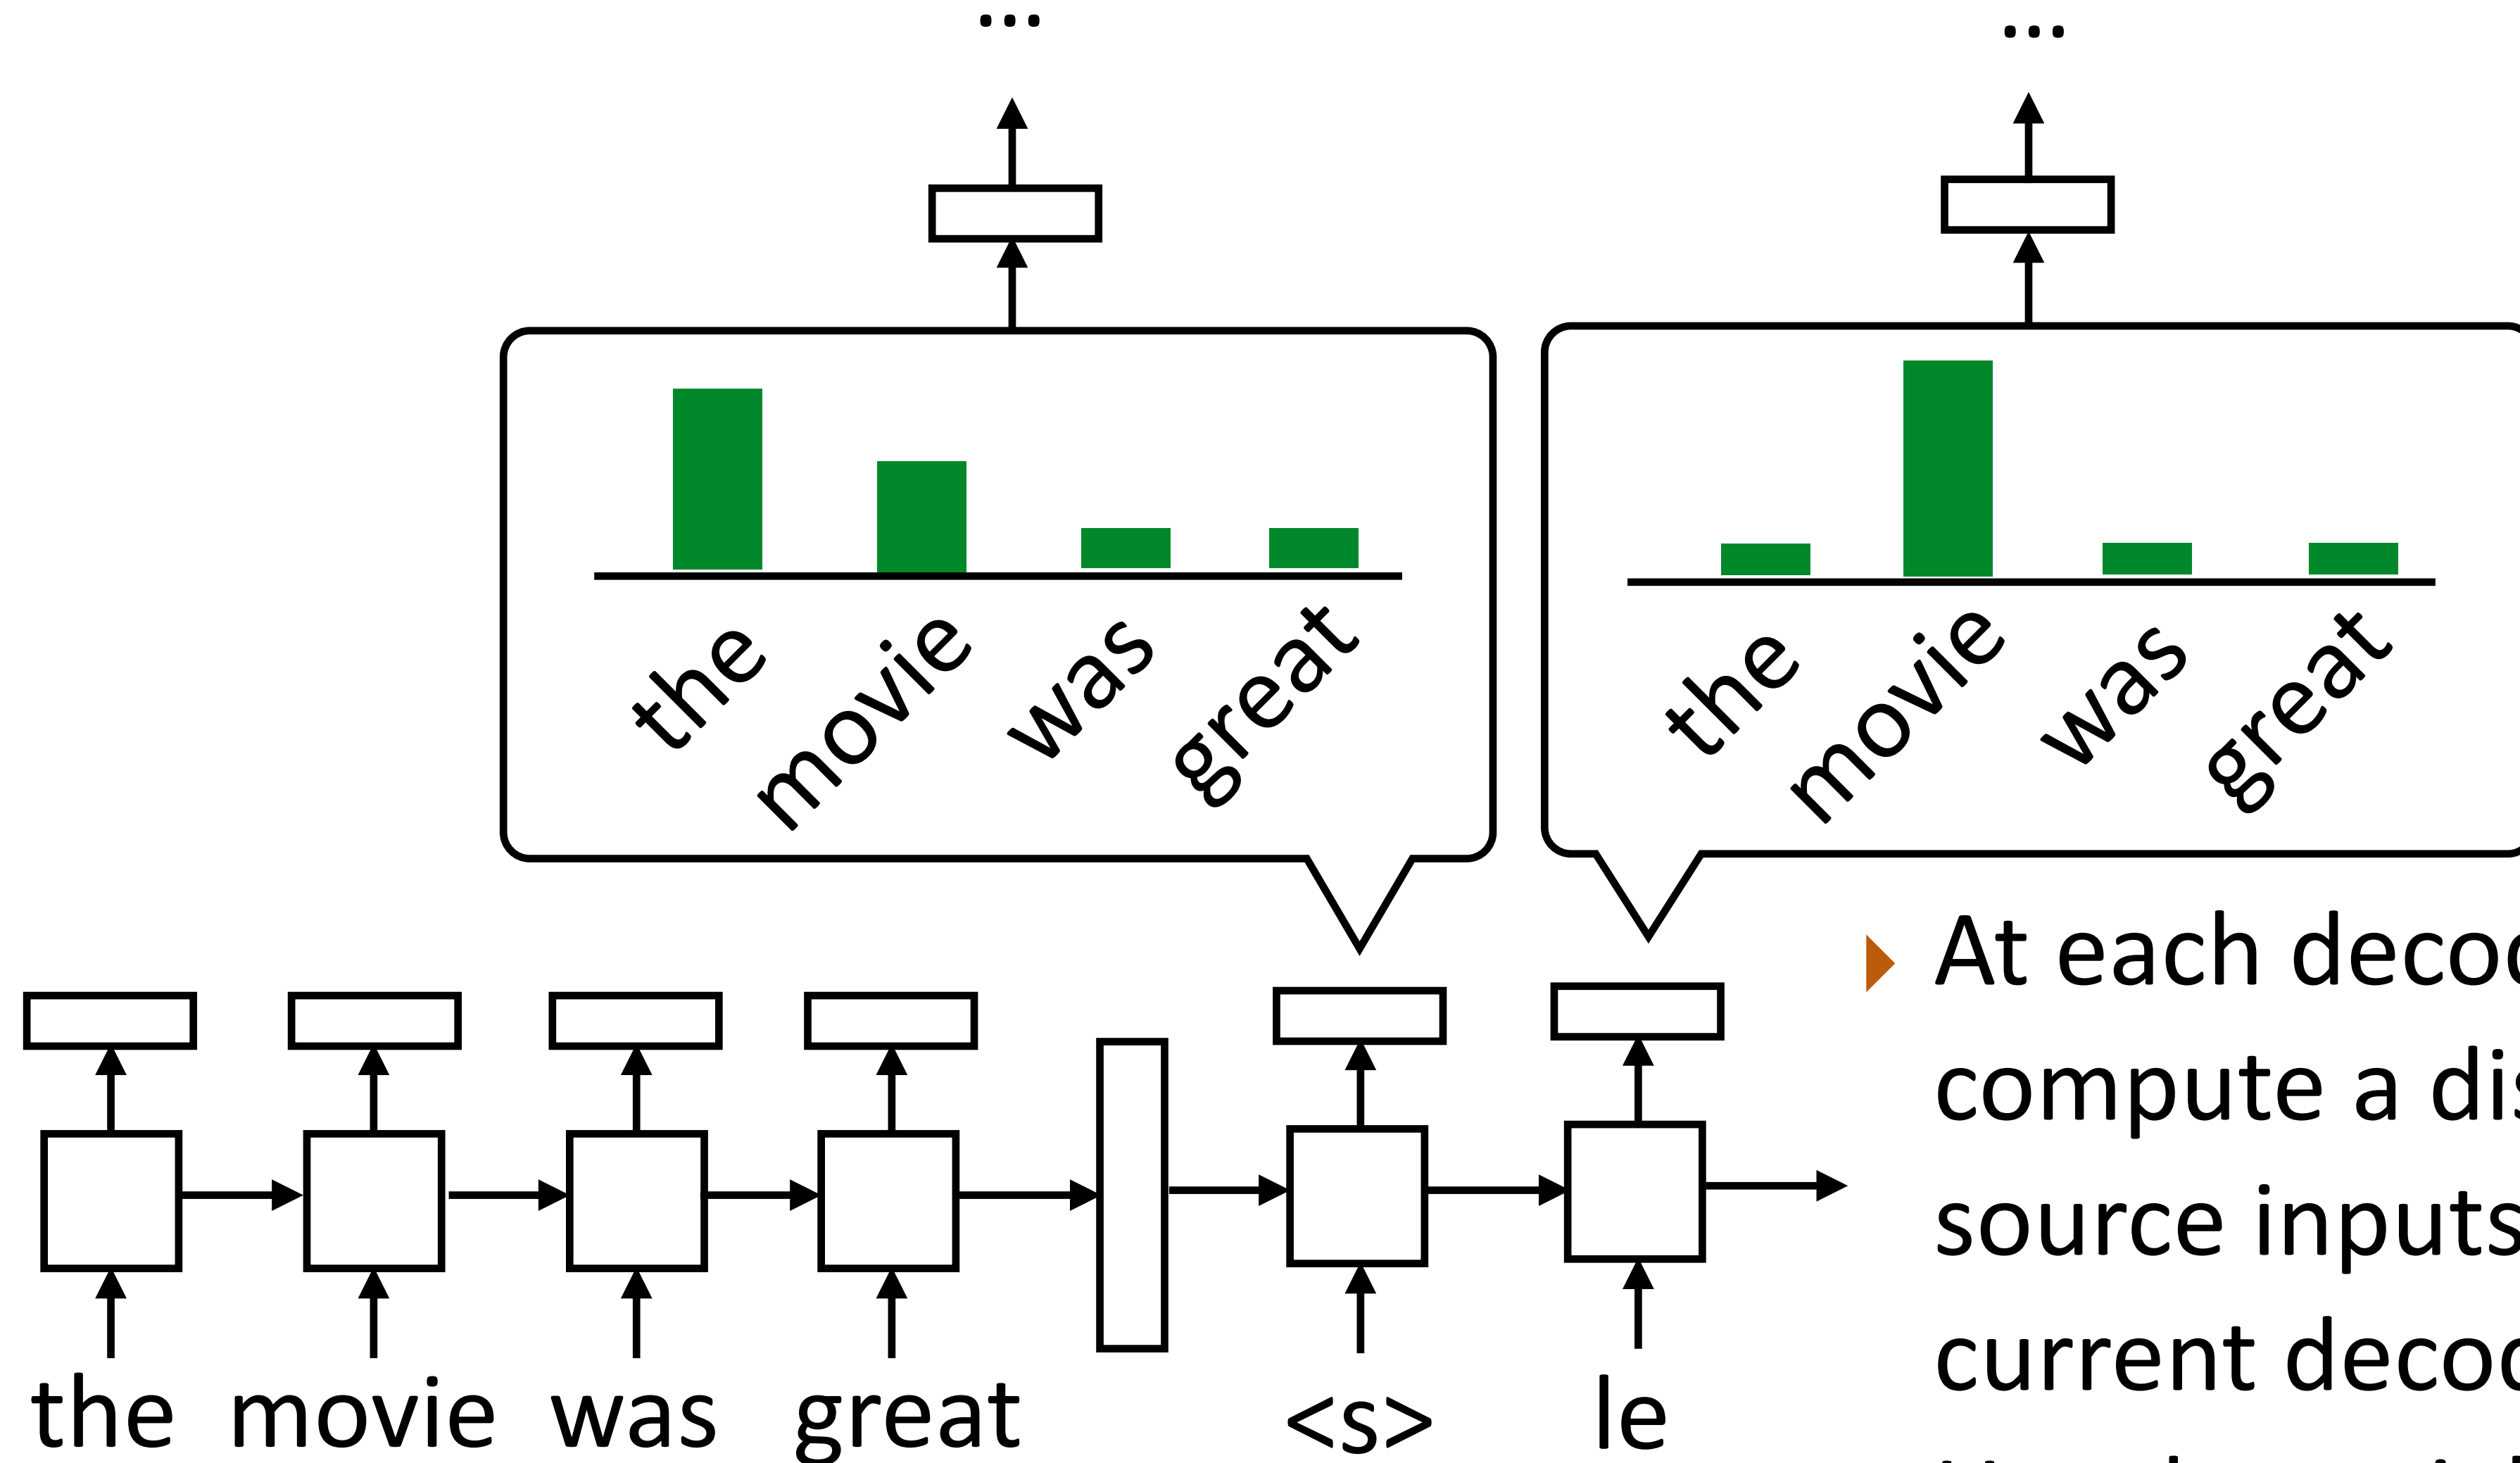 ...
...
the movie was great
the movie was great
At each decod
compute a dis
source inputs
current decod
the movie was great <s> le